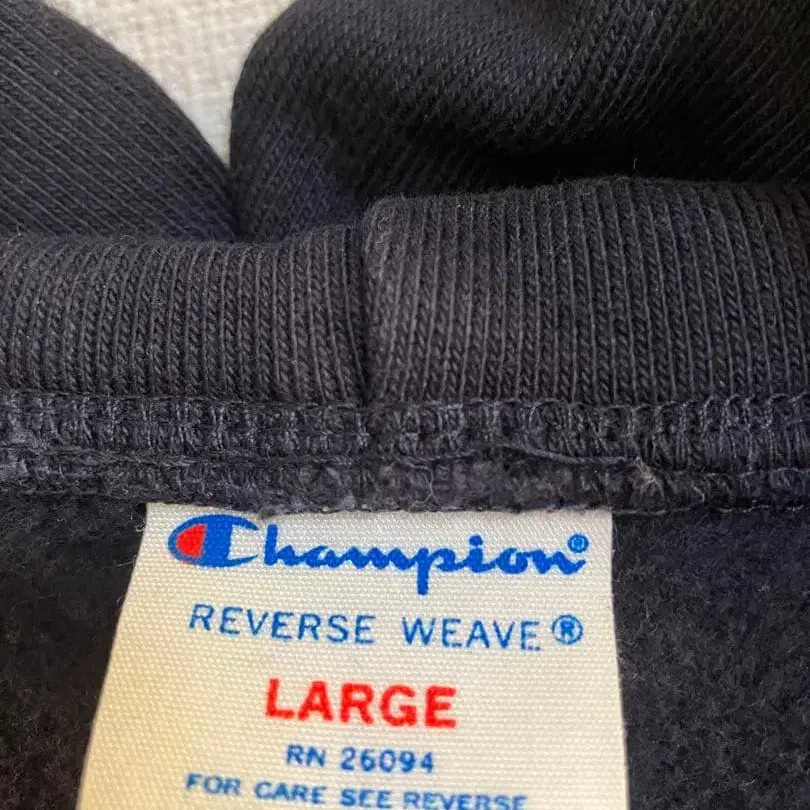 Champion®
REVERSE WEAVE®
LARGE
RN 26094
FOR CARE SEE REVERSE